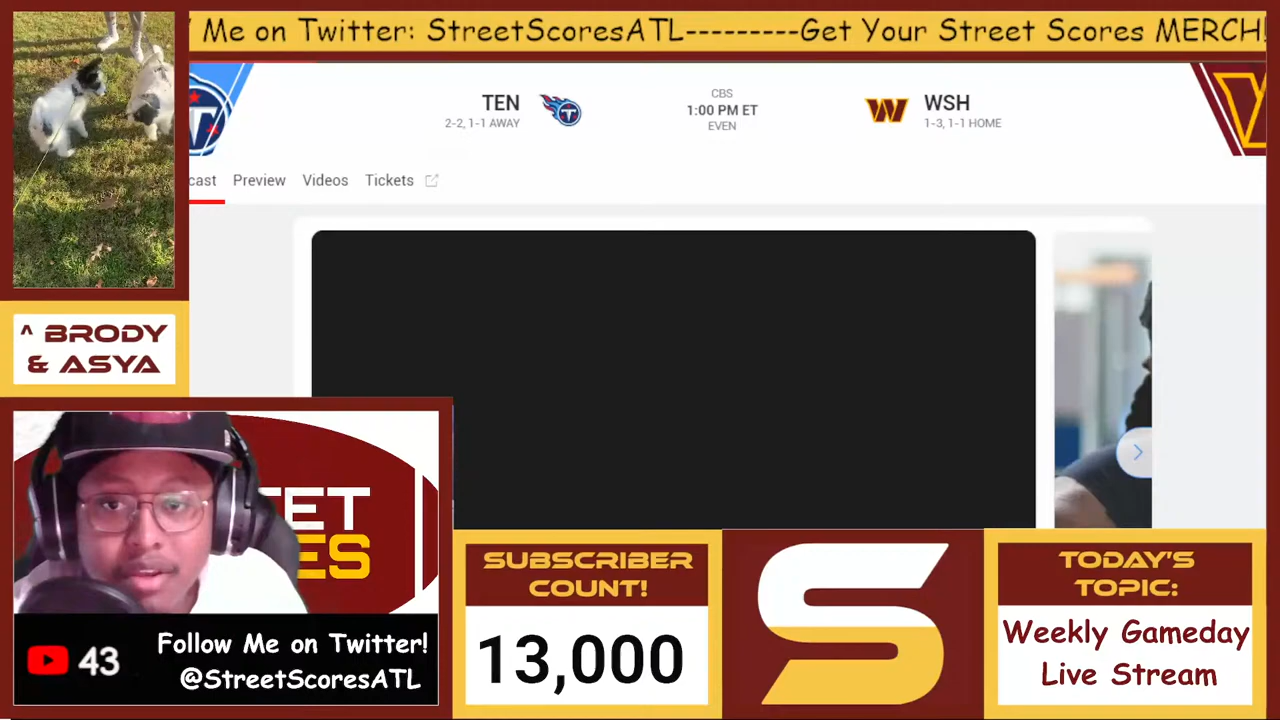 Me on Twitter: StreetScoresATL---------Get Your Street Scores MERCH!
TEN
2-2, 1-1 AWAY
CBS
1:00 PM ET
EVEN
WSH
1-3, 1-1 HOME
cast Preview Videos Tickets
^ BRODY
& ASYA
ET
ES
43
Follow Me on Twitter!
@StreetScoresATL
SUBSCRIBER
COUNT!
13,000
TODAY'S
TOPIC:
Weekly Gameday
Live Stream